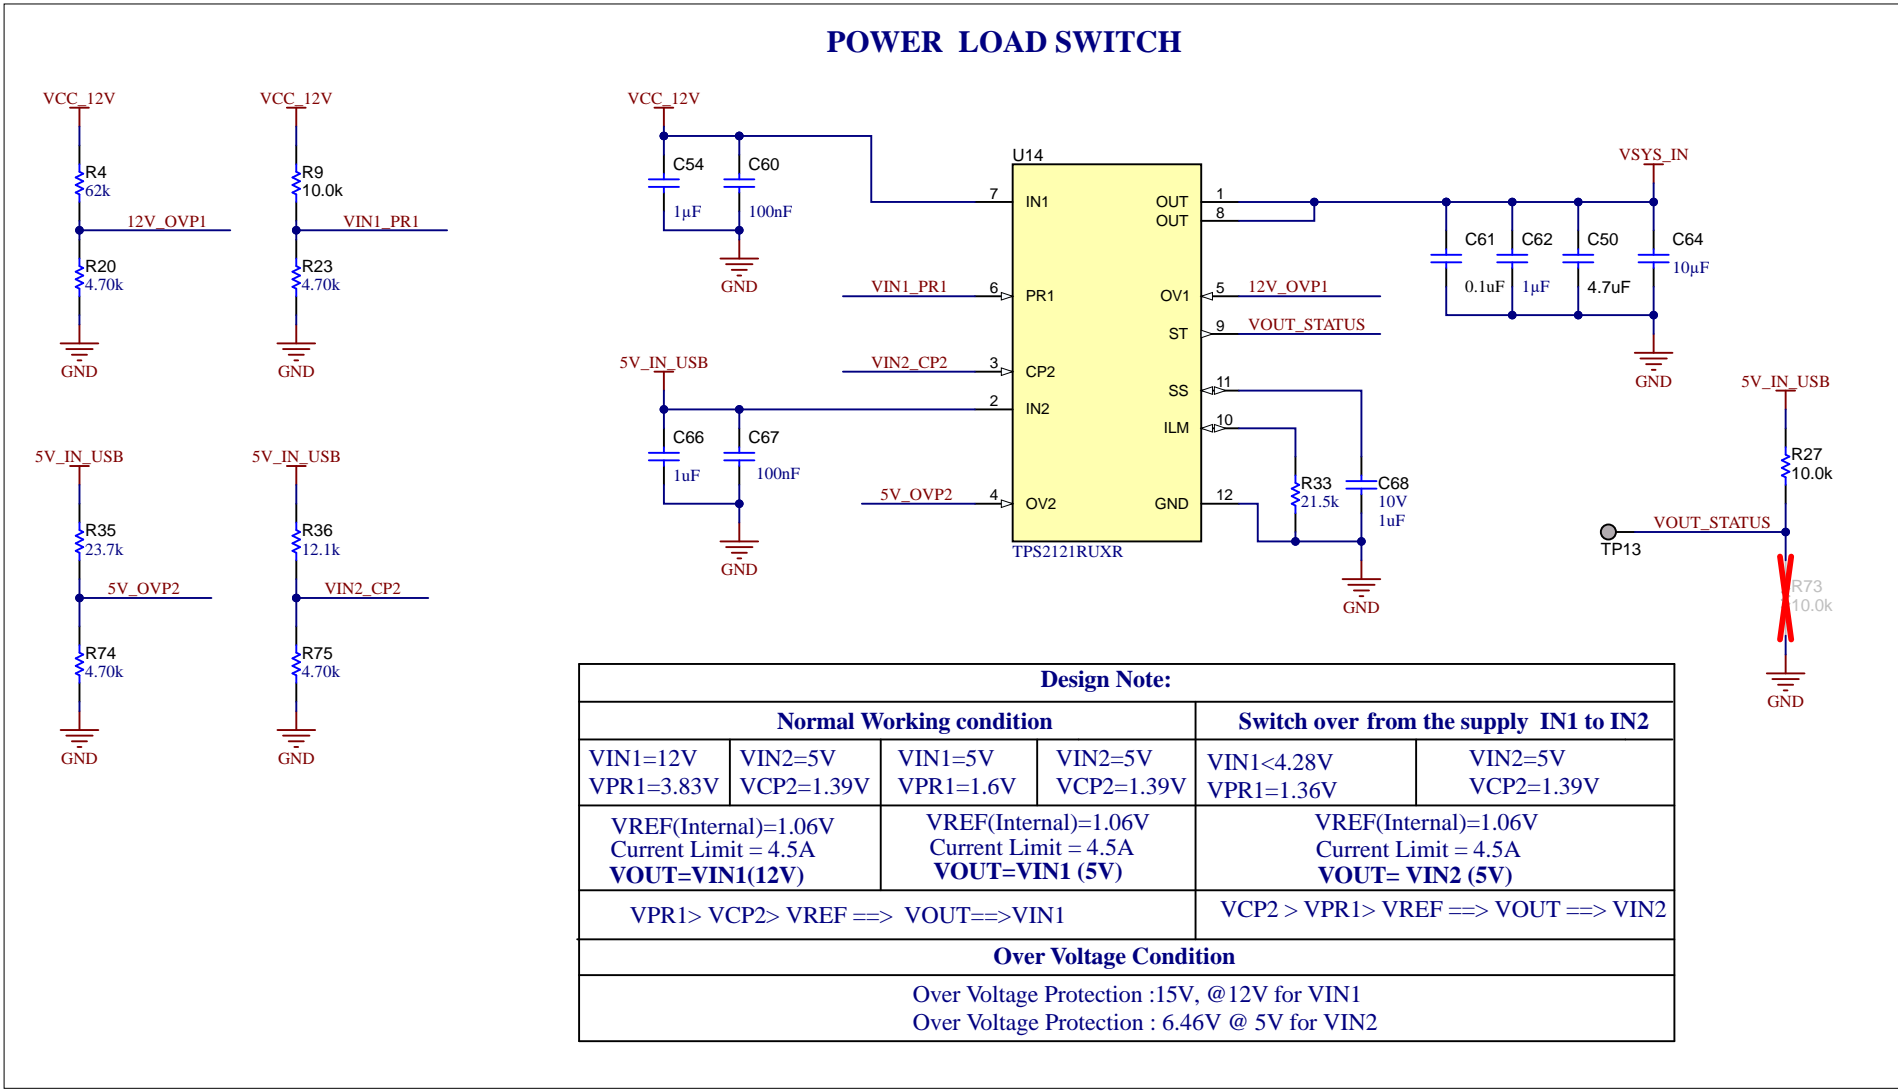 POWER LOAD SWITCH
VCC_12V
R4
62k
12V_OVP1
R20
4.70k
GND
VCC_12V
R9
10.0k
VIN1_PR1
R23
4.70k
GND
5V_IN_USB
R35
23.7k
5V_OVP2
R74
4.70k
GND
5V_IN_USB
R36
12.1k
VIN2_CP2
R75
4.70k
GND
VCC_12V
C54
1µF
C60
100nF
GND
VIN1_PR1
VIN2_CP2
5V_IN_USB
C66
1uF
C67
100nF
GND
5V_OVP2
U14
7 IN1
6 PR1
3 CP2
2 IN2
4 OV2
OUT 1
OUT 8
OV1 5
ST 9
SS 11
ILM 10
GND 12
TPS2121RUXR
12V_OVP1
VOUT_STATUS
R33
21.5k
C68
10V
1uF
GND
VSYS_IN
C61
0.1uF
C62
1µF
C50
4.7uF
C64
10µF
GND
5V_IN_USB
R27
10.0k
VOUT_STATUS
TP13
R73
10.0k
GND
Design Note:
Normal Working condition
Switch over from the supply IN1 to IN2
VIN1=12V
VPR1=3.83V
VIN2=5V
VCP2=1.39V
VIN1=5V
VPR1=1.6V
VIN2=5V
VCP2=1.39V
VIN1<4.28V
VPR1=1.36V
VIN2=5V
VCP2=1.39V
VREF(Internal)=1.06V
Current Limit = 4.5A
VOUT=VIN1(12V)
VREF(Internal)=1.06V
Current Limit = 4.5A
VOUT=VIN1 (5V)
VREF(Internal)=1.06V
Current Limit = 4.5A
VOUT= VIN2 (5V)
VPR1> VCP2> VREF ==> VOUT==>VIN1
VCP2 > VPR1> VREF ==> VOUT ==> VIN2
Over Voltage Condition
Over Voltage Protection :15V, @12V for VIN1
Over Voltage Protection : 6.46V @ 5V for VIN2